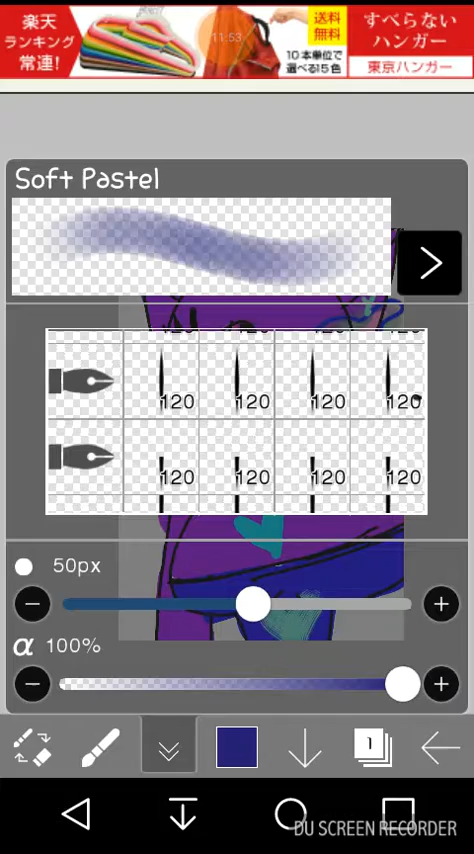 楽天
ランキング
常連!
11:53
送料
無料
10本単位で
選べる15色
すべらない
ハンガー
東京ハンガー
Soft Pastel
120 120 120 120
120 120 120 120
50px
α 100%
1
DU SCREEN RECORDER